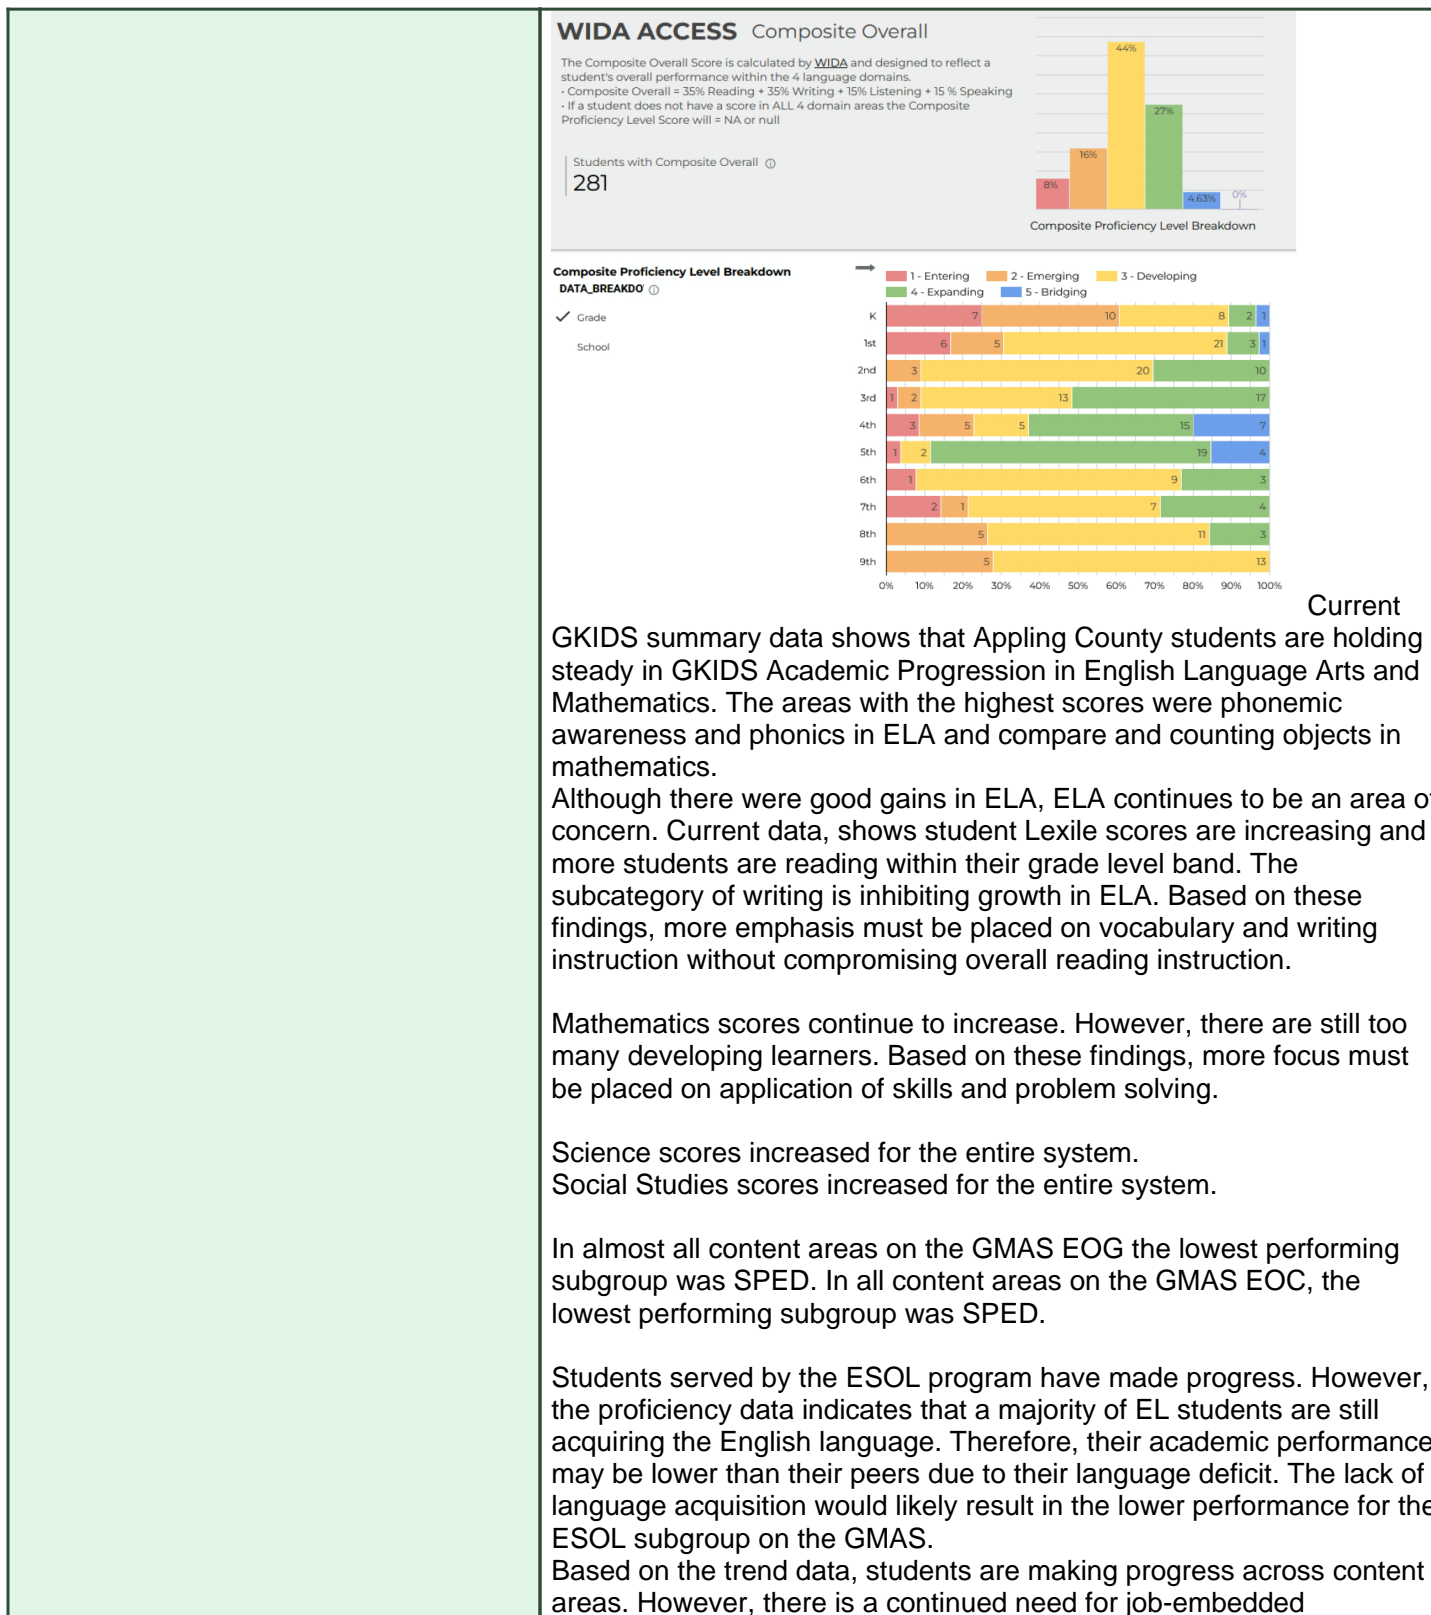 WIDA ACCESS Composite Overall
The Composite Overall Score is calculated by WIDA and designed to reflect a
student's overall performance within the 4 language domains.
• Composite Overall = 35% Reading + 35% Writing + 15% Listening + 15 % Speaking
• If a student does not have a score in ALL 4 domain areas the Composite
Proficiency Level Score will = NA or null
Students with Composite Overall
281
8%
16%
44%
27%
4.63%
0%
Composite Proficiency Level Breakdown
Composite Proficiency Level Breakdown
DATA_BREAKDO
Grade
School
1 - Entering 2 - Emerging 3 - Developing
4 - Expanding 5 - Bridging
K 7 10 8 2 1
1st 6 5 21 3 1
2nd 3 20 10
3rd 1 2 13 17
4th 3 5 5 15 7
5th 1 2 19 4
6th 1 9 3
7th 2 1 7 4
8th 5 11 3
9th 5 13
0% 10% 20% 30% 40% 50% 60% 70% 80% 90% 100%
Current
GKIDS summary data shows that Appling County students are holding
steady in GKIDS Academic Progression in English Language Arts and
Mathematics. The areas with the highest scores were phonemic
awareness and phonics in ELA and compare and counting objects in
mathematics.
Although there were good gains in ELA, ELA continues to be an area of
concern. Current data, shows student Lexile scores are increasing and
more students are reading within their grade level band. The
subcategory of writing is inhibiting growth in ELA. Based on these
findings, more emphasis must be placed on vocabulary and writing
instruction without compromising overall reading instruction.
Mathematics scores continue to increase. However, there are still too
many developing learners. Based on these findings, more focus must
be placed on application of skills and problem solving.
Science scores increased for the entire system.
Social Studies scores increased for the entire system.
In almost all content areas on the GMAS EOG the lowest performing
subgroup was SPED. In all content areas on the GMAS EOC, the
lowest performing subgroup was SPED.
Students served by the ESOL program have made progress. However,
the proficiency data indicates that a majority of EL students are still
acquiring the English language. Therefore, their academic performance
may be lower than their peers due to their language deficit. The lack of
language acquisition would likely result in the lower performance for the
ESOL subgroup on the GMAS.
Based on the trend data, students are making progress across content
areas. However, there is a continued need for job-embedded